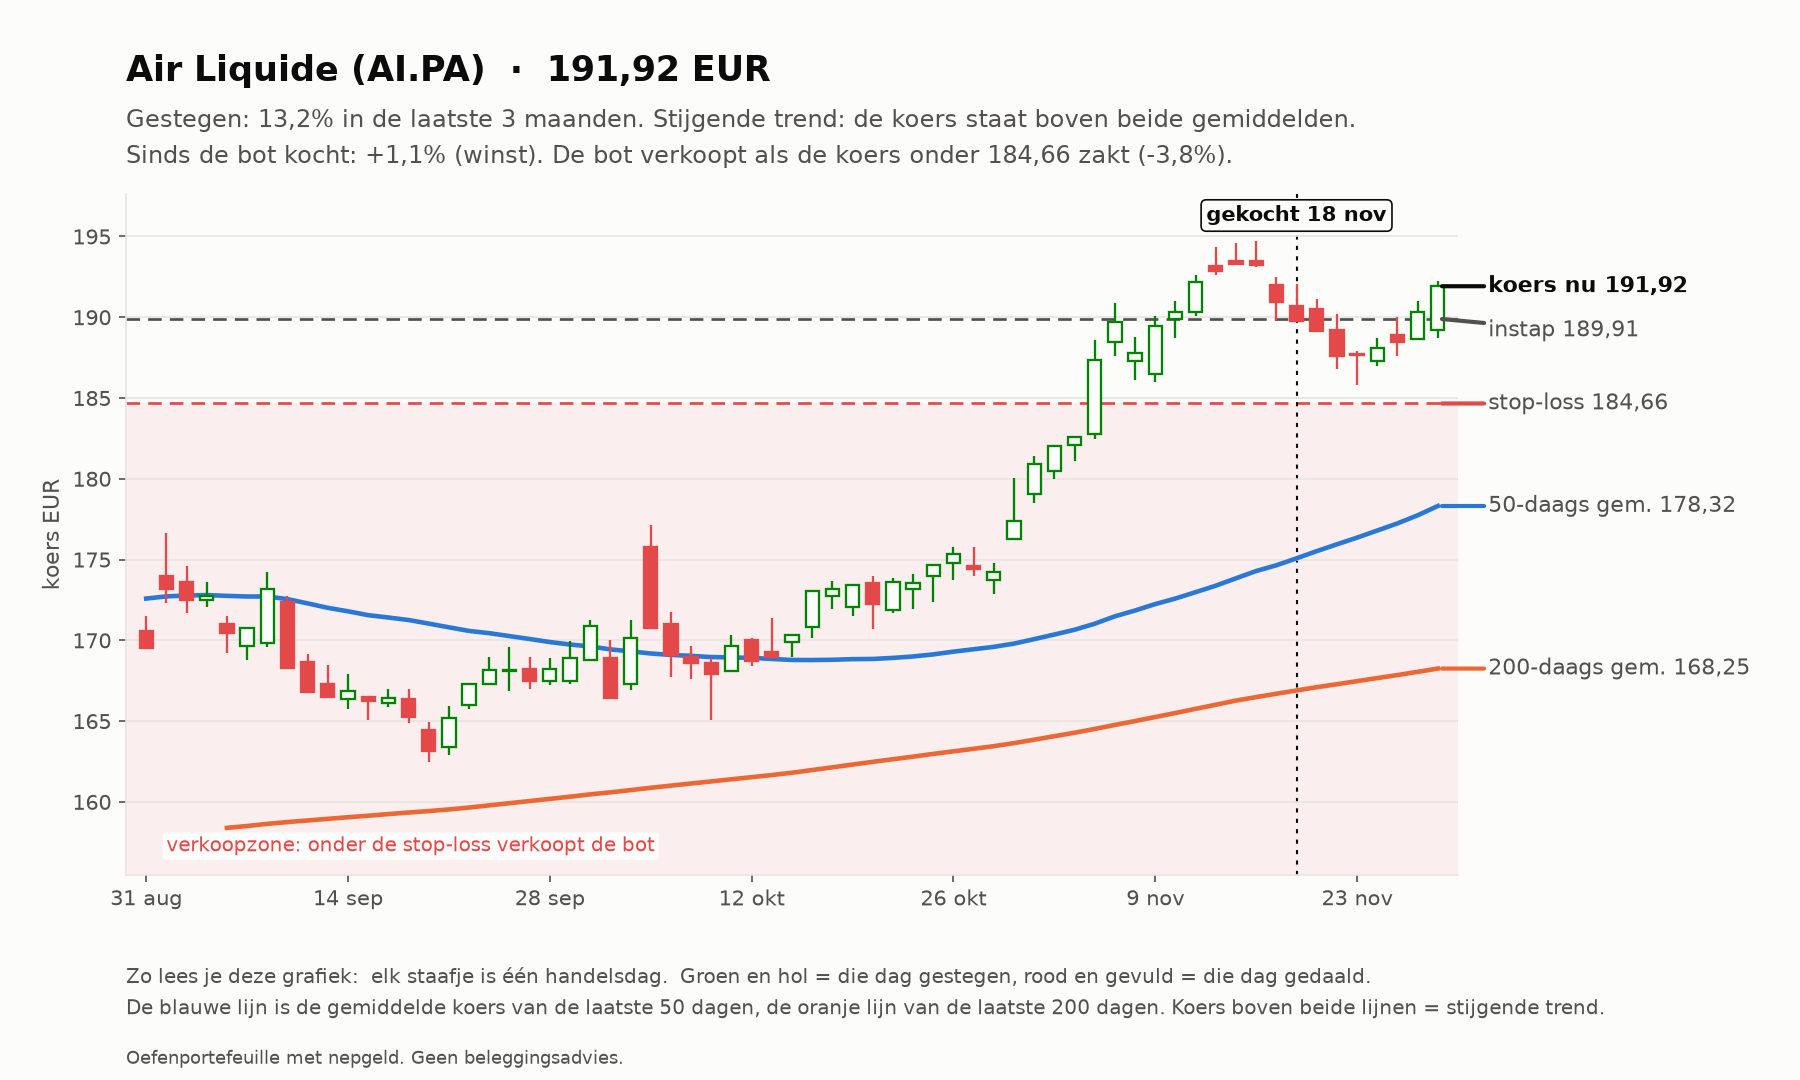 Air Liquide (AI.PA)  ·  191,92 EUR
Gestegen: 13,2% in de laatste 3 maanden. Stijgende trend: de koers staat boven beide gemiddelden.
Sinds de bot kocht: +1,1% (winst). De bot verkoopt als de koers onder 184,66 zakt (-3,8%).
gekocht 18 nov
195
190
185
180
175
170
165
160
koers EUR
koers nu 191,92
instap 189,91
stop-loss 184,66
50-daags gem. 178,32
200-daags gem. 168,25
verkoopzone: onder de stop-loss verkoopt de bot
31 aug
14 sep
28 sep
12 okt
26 okt
9 nov
23 nov
Zo lees je deze grafiek:  elk staafje is één handelsdag.  Groen en hol = die dag gestegen, rood en gevuld = die dag gedaald.
De blauwe lijn is de gemiddelde koers van de laatste 50 dagen, de oranje lijn van de laatste 200 dagen. Koers boven beide lijnen = stijgende trend.
Oefenportefeuille met nepgeld. Geen beleggingsadvies.